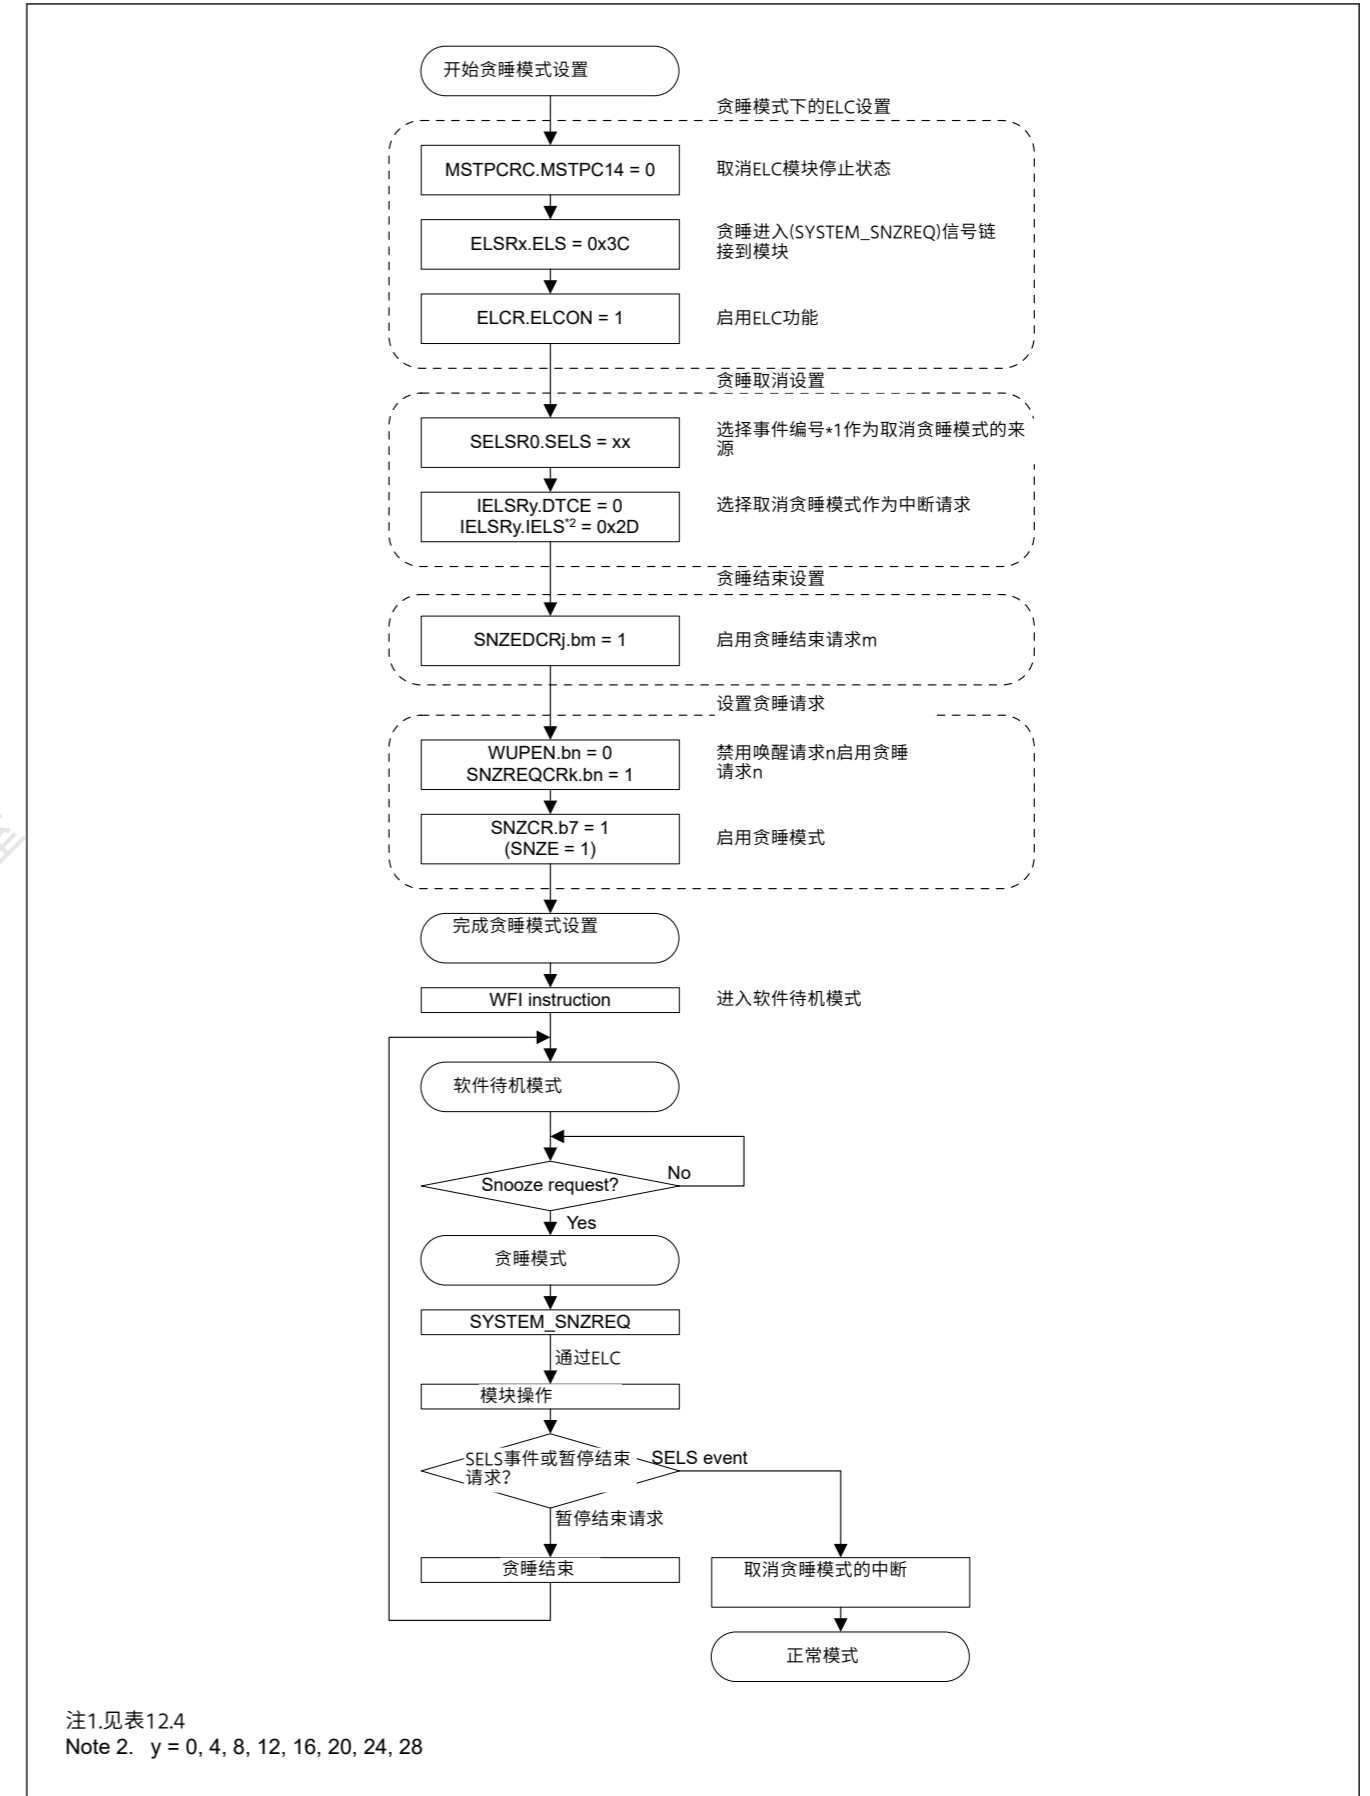 开始贪睡模式设置
贪睡模式下的ELC设置
MSTPCRC.MSTPC14 = 0
取消ELC模块停止状态
ELSRx.ELS = 0x3C
贪睡进入(SYSTEM_SNZREQ)信号链
接到模块
ELCR.ELCON = 1
启用ELC功能
贪睡取消设置
SELSR0.SELS = xx
选择事件编号*1作为取消贪睡模式的来
源
IELSRy.DTCE = 0
IELSRy.IELS*2 = 0x2D
选择取消贪睡模式作为中断请求
贪睡结束设置
SNZEDCRj.bm = 1
启用贪睡结束请求m
设置贪睡请求
WUPEN.bn = 0
SNZREQCRk.bn = 1
禁用唤醒请求n启用贪睡
请求n
SNZCR.b7 = 1
(SNZE = 1)
启用贪睡模式
完成贪睡模式设置
WFI instruction
进入软件待机模式
软件待机模式
Snooze request?
No
Yes
贪睡模式
SYSTEM_SNZREQ
通过ELC
模块操作
SELS事件或暂停结束
请求?
SELS event
暂停结束请求
贪睡结束
取消贪睡模式的中断
正常模式
注1.见表12.4
Note 2. y = 0, 4, 8, 12, 16, 20, 24, 28